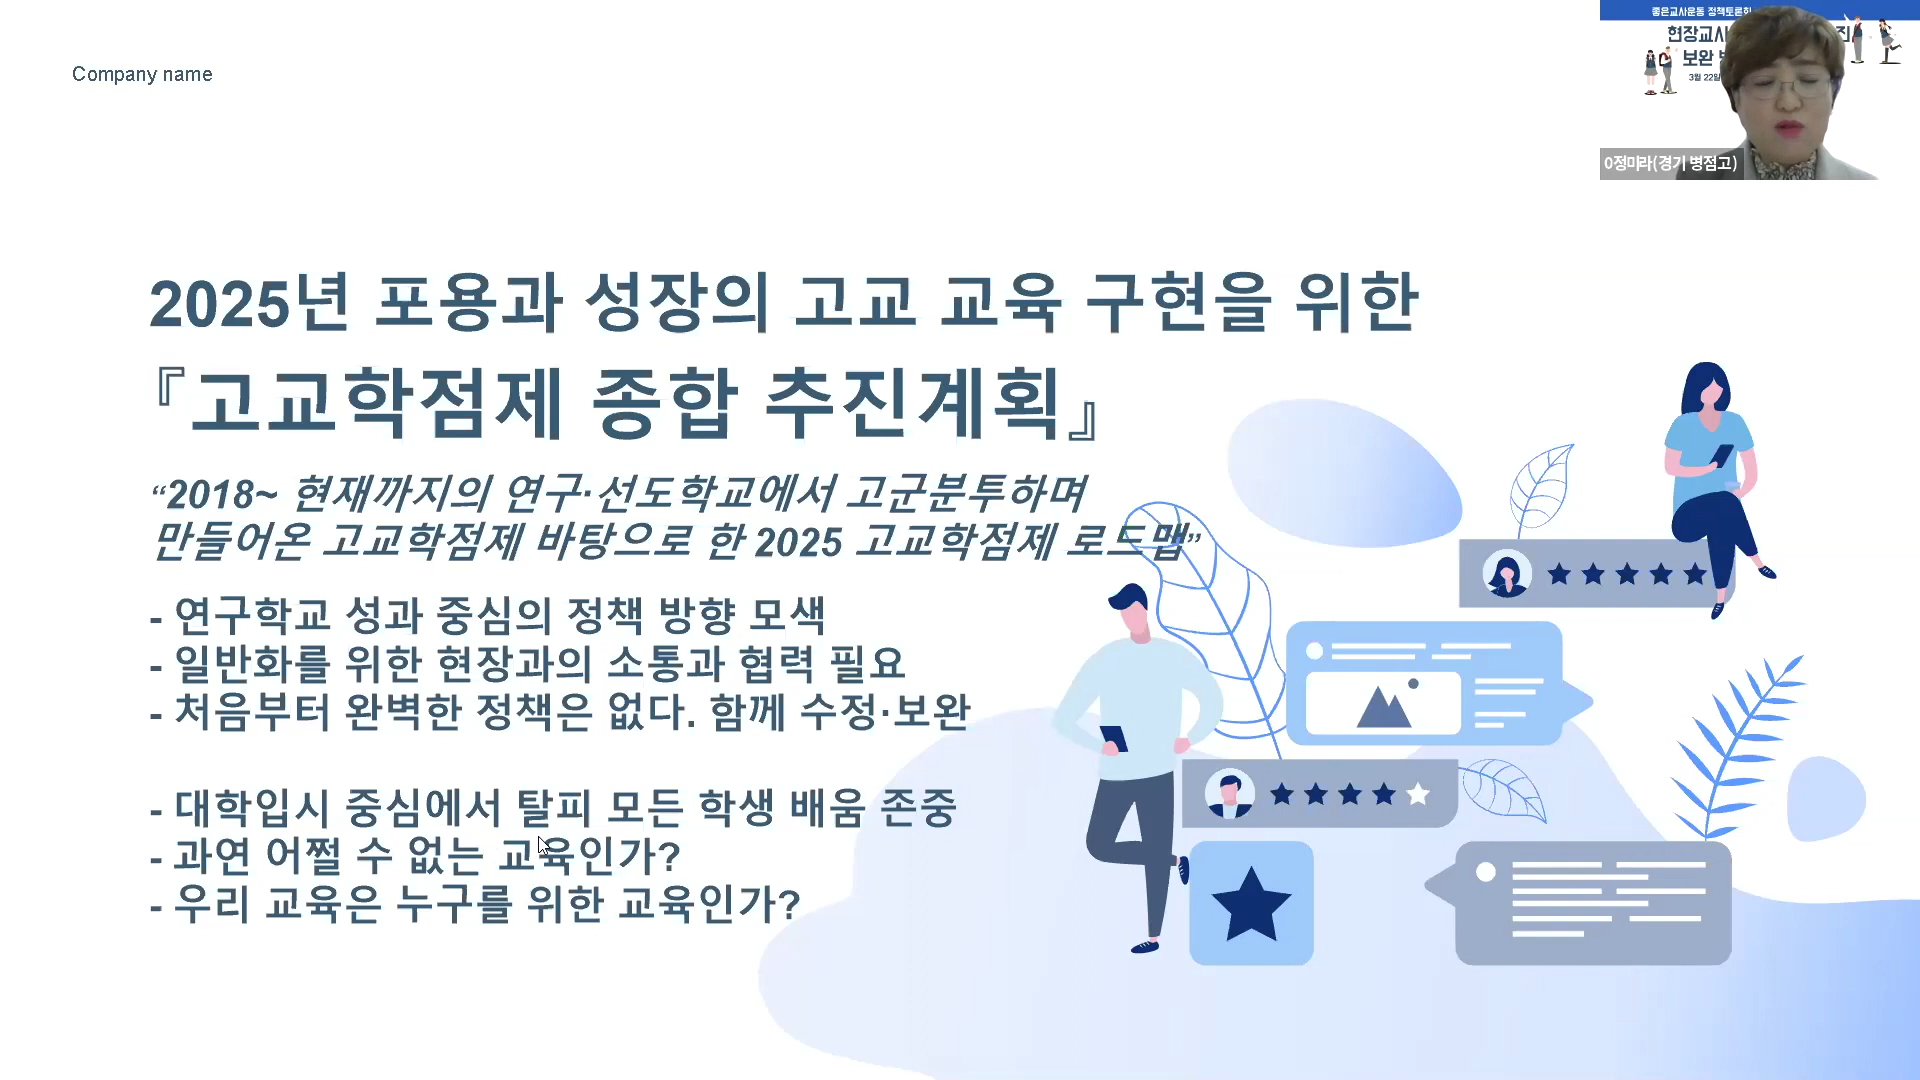 Company name
좋은교사운동 정책토론회
현장교사
진
보완
3월 22일
0정미라(경기 병점고)
2025년 포용과 성장의 고교 교육 구현을 위한
『고교학점제 종합 추진계획』
“2018~ 현재까지의 연구·선도학교에서 고군분투하며
만들어온 고교학점제 바탕으로 한 2025 고교학점제 로드맵”
- 연구학교 성과 중심의 정책 방향 모색
- 일반화를 위한 현장과의 소통과 협력 필요
- 처음부터 완벽한 정책은 없다. 함께 수정·보완
- 대학입시 중심에서 탈피 모든 학생 배움 존중
- 과연 어쩔 수 없는 교육인가?
- 우리 교육은 누구를 위한 교육인가?